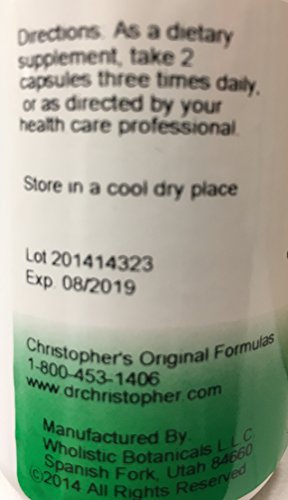 Directions: As a dietary
supplement, take 2
capsules three times daily,
or as directed by your
health care professional.
Store in a cool dry place
Lot 201414323
Exp. 08/2019
Christopher's Original Formulas
1-800-453-1406
www.drchristopher.com
Manufactured By:
Wholistic Botanicals L.L.C
Spanish Fork, Utah 84660
©2014 All Rights Reserved